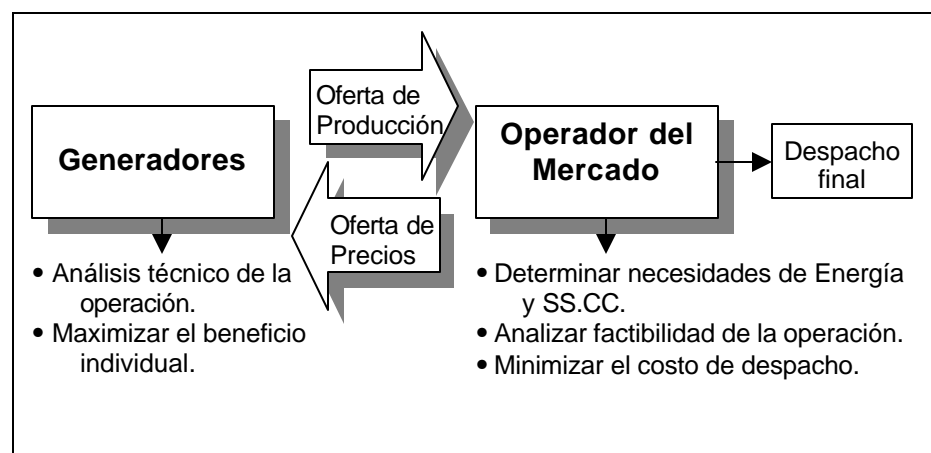 Generadores
Oferta de
Producción
Oferta de
Precios
Operador del
Mercado
Despacho
final
• Análisis técnico de la
operación.
• Maximizar el beneficio
individual.
• Determinar necesidades de Energía
y SS.CC.
• Analizar factibilidad de la operación.
• Minimizar el costo de despacho.